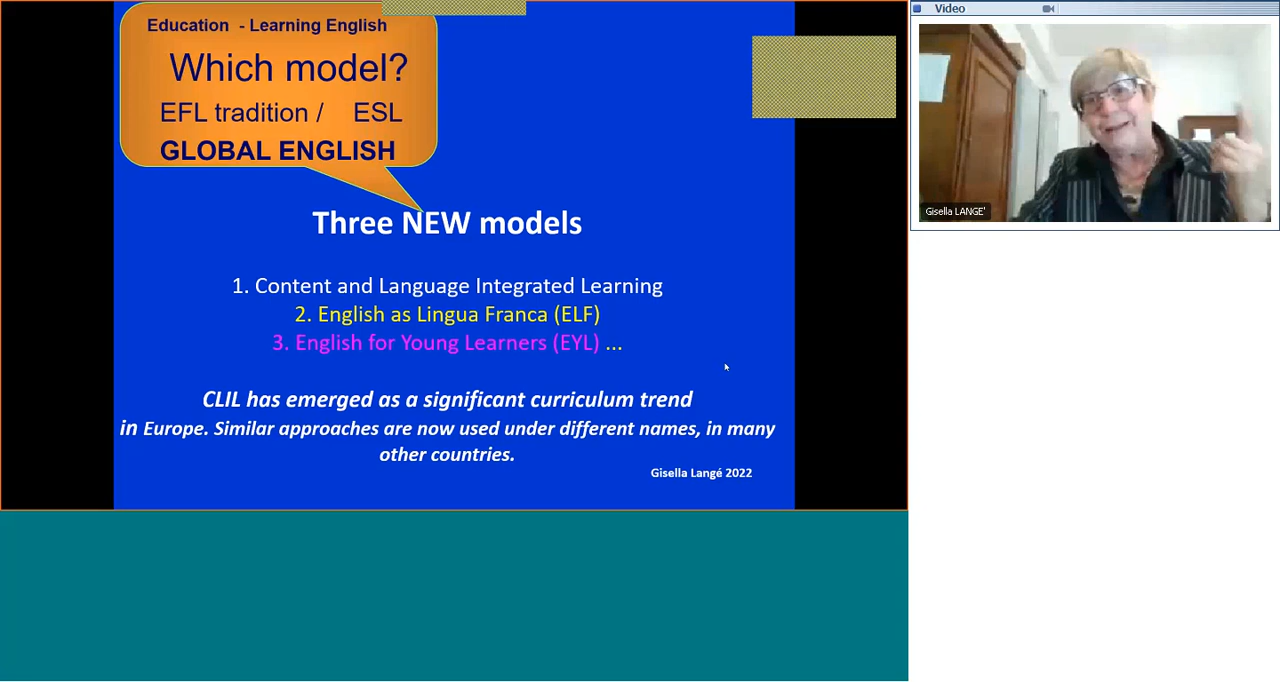 Education - Learning English
Which model?
EFL tradition / ESL
GLOBAL ENGLISH
Three NEW models
1. Content and Language Integrated Learning
2. English as Lingua Franca (ELF)
3. English for Young Learners (EYL) ...
CLIL has emerged as a significant curriculum trend
in Europe. Similar approaches are now used under different names, in many
other countries.
Gisella Langé 2022
Video
Gisella LANGE'